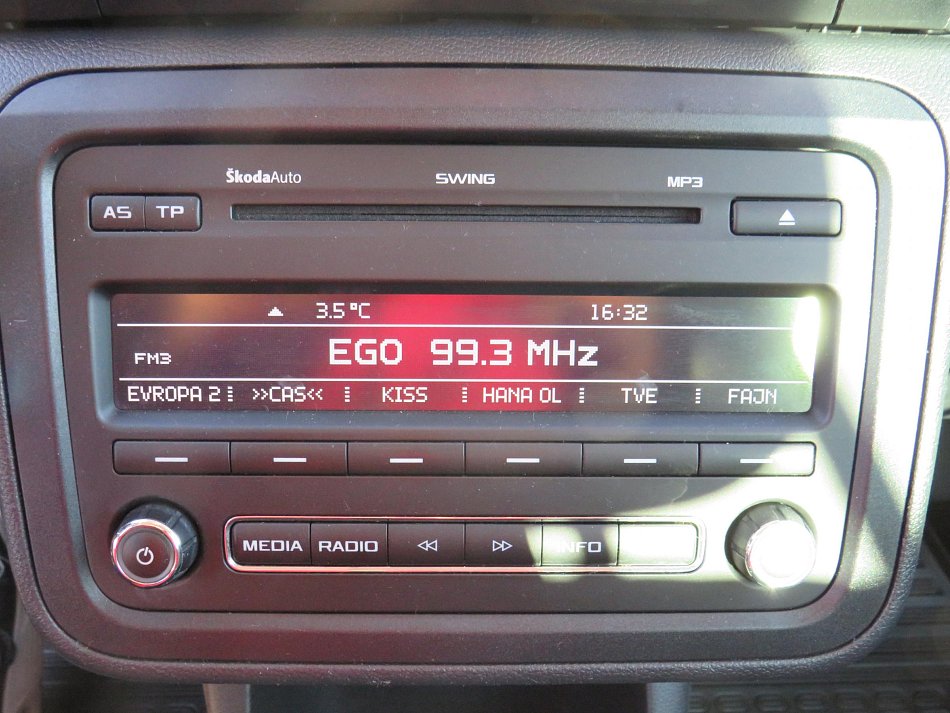 ŠkodaAuto SWING MP3
AS TP
3.5°C 16:32
FM3 EGO 99.3 MHz
EVROPA 2 >>CAS<< KISS HANA OL TVE FAJN
MEDIA RADIO INFO